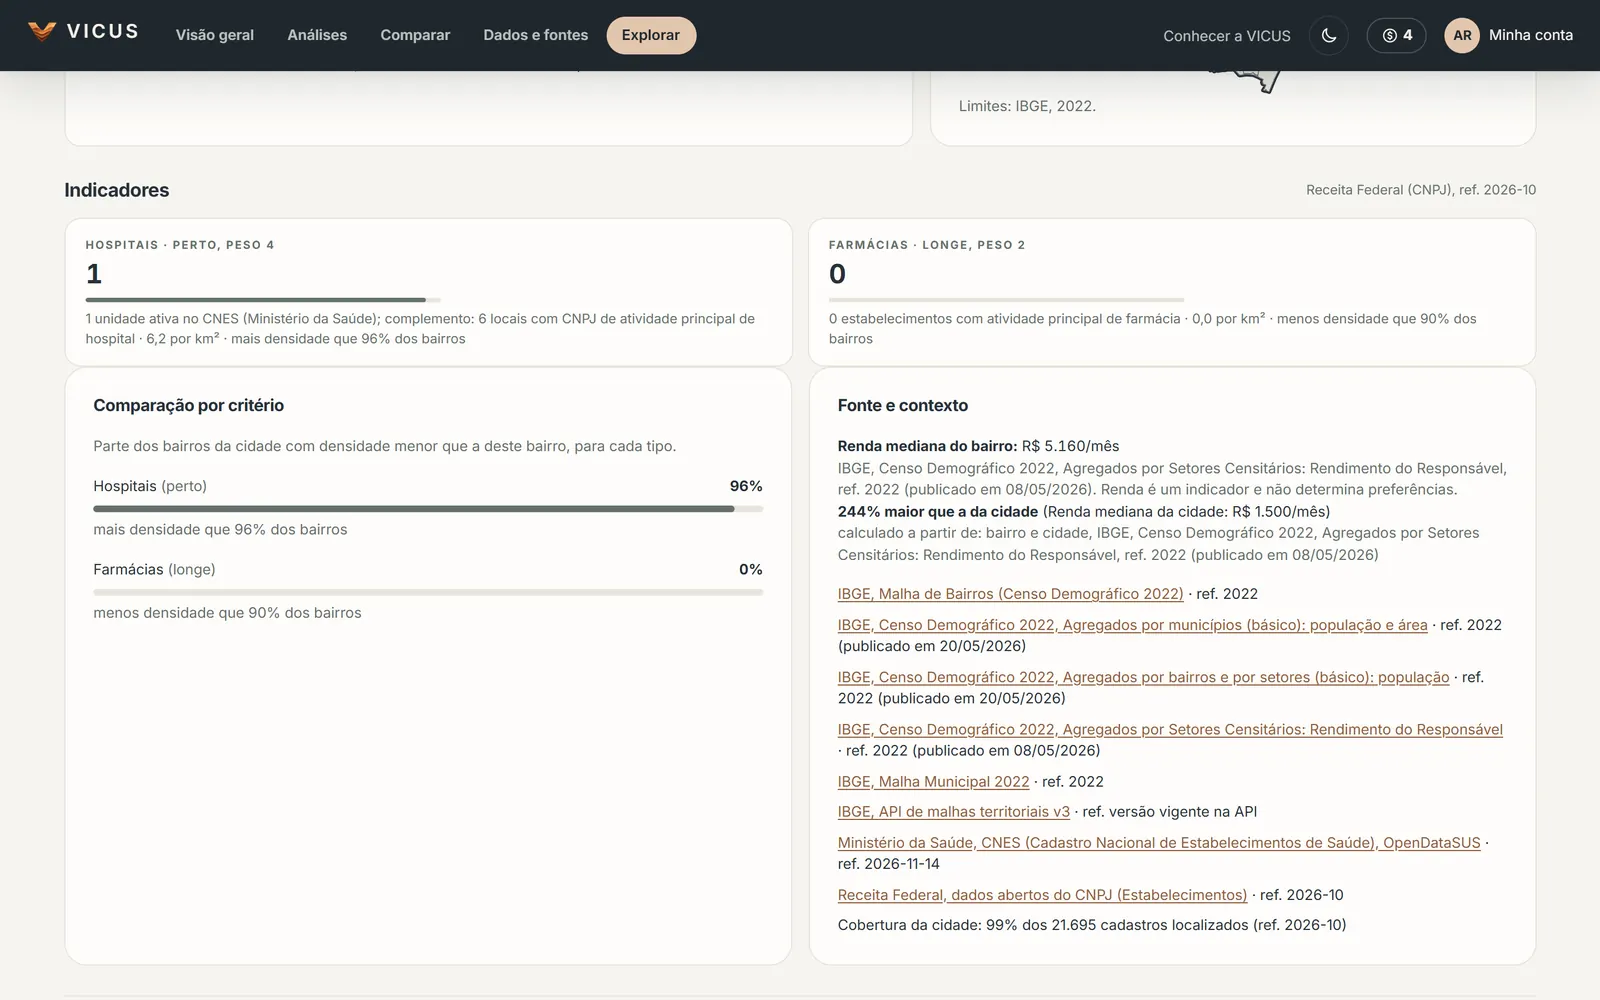 VICUS
Visão geral
Análises
Comparar
Dados e fontes
Explorar
Conhecer a VICUS
4
AR
Minha conta
Limites: IBGE, 2022.
Indicadores
Receita Federal (CNPJ), ref. 2026-10
HOSPITAIS · PERTO, PESO 4
1
1 unidade ativa no CNES (Ministério da Saúde); complemento: 6 locais com CNPJ de atividade principal de
hospital · 6,2 por km² · mais densidade que 96% dos bairros
FARMÁCIAS · LONGE, PESO 2
0
0 estabelecimentos com atividade principal de farmácia · 0,0 por km² · menos densidade que 90% dos
bairros
Comparação por critério
Parte dos bairros da cidade com densidade menor que a deste bairro, para cada tipo.
Hospitais (perto) 96%
mais densidade que 96% dos bairros
Farmácias (longe) 0%
menos densidade que 90% dos bairros
Fonte e contexto
Renda mediana do bairro: R$ 5.160/mês
IBGE, Censo Demográfico 2022, Agregados por Setores Censitários: Rendimento do Responsável,
ref. 2022 (publicado em 08/05/2026). Renda é um indicador e não determina preferências.
244% maior que a da cidade (Renda mediana da cidade: R$ 1.500/mês)
calculado a partir de: bairro e cidade, IBGE, Censo Demográfico 2022, Agregados por Setores
Censitários: Rendimento do Responsável, ref. 2022 (publicado em 08/05/2026)
IBGE, Malha de Bairros (Censo Demográfico 2022) · ref. 2022
IBGE, Censo Demográfico 2022, Agregados por municípios (básico): população e área · ref. 2022
(publicado em 20/05/2026)
IBGE, Censo Demográfico 2022, Agregados por bairros e por setores (básico): população · ref.
2022 (publicado em 20/05/2026)
IBGE, Censo Demográfico 2022, Agregados por Setores Censitários: Rendimento do Responsável
· ref. 2022 (publicado em 08/05/2026)
IBGE, Malha Municipal 2022 · ref. 2022
IBGE, API de malhas territoriais v3 · ref. versão vigente na API
Ministério da Saúde, CNES (Cadastro Nacional de Estabelecimentos de Saúde), OpenDataSUS ·
ref. 2026-11-14
Receita Federal, dados abertos do CNPJ (Estabelecimentos) · ref. 2026-10
Cobertura da cidade: 99% dos 21.695 cadastros localizados (ref. 2026-10)